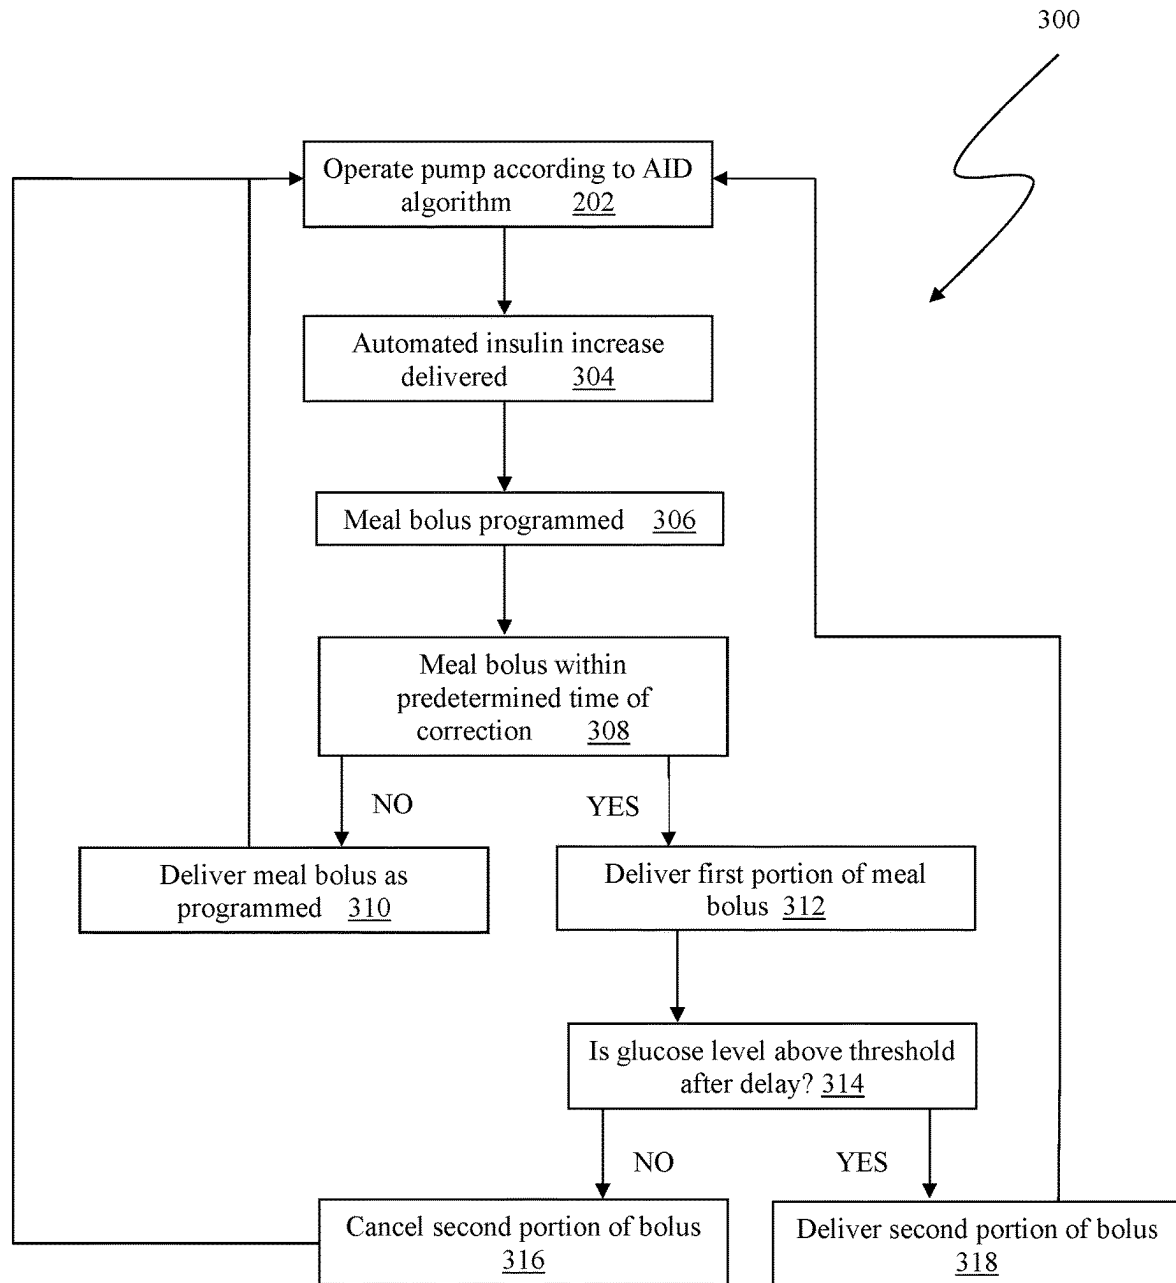 300
Operate pump according to AID
algorithm 202
Automated insulin increase
delivered 304
Meal bolus programmed 306
Meal bolus within
predetermined time of
correction 308
NO
YES
Deliver meal bolus as
programmed 310
Deliver first portion of meal
bolus 312
Is glucose level above threshold
after delay? 314
NO
YES
Cancel second portion of bolus
316
Deliver second portion of bolus
318